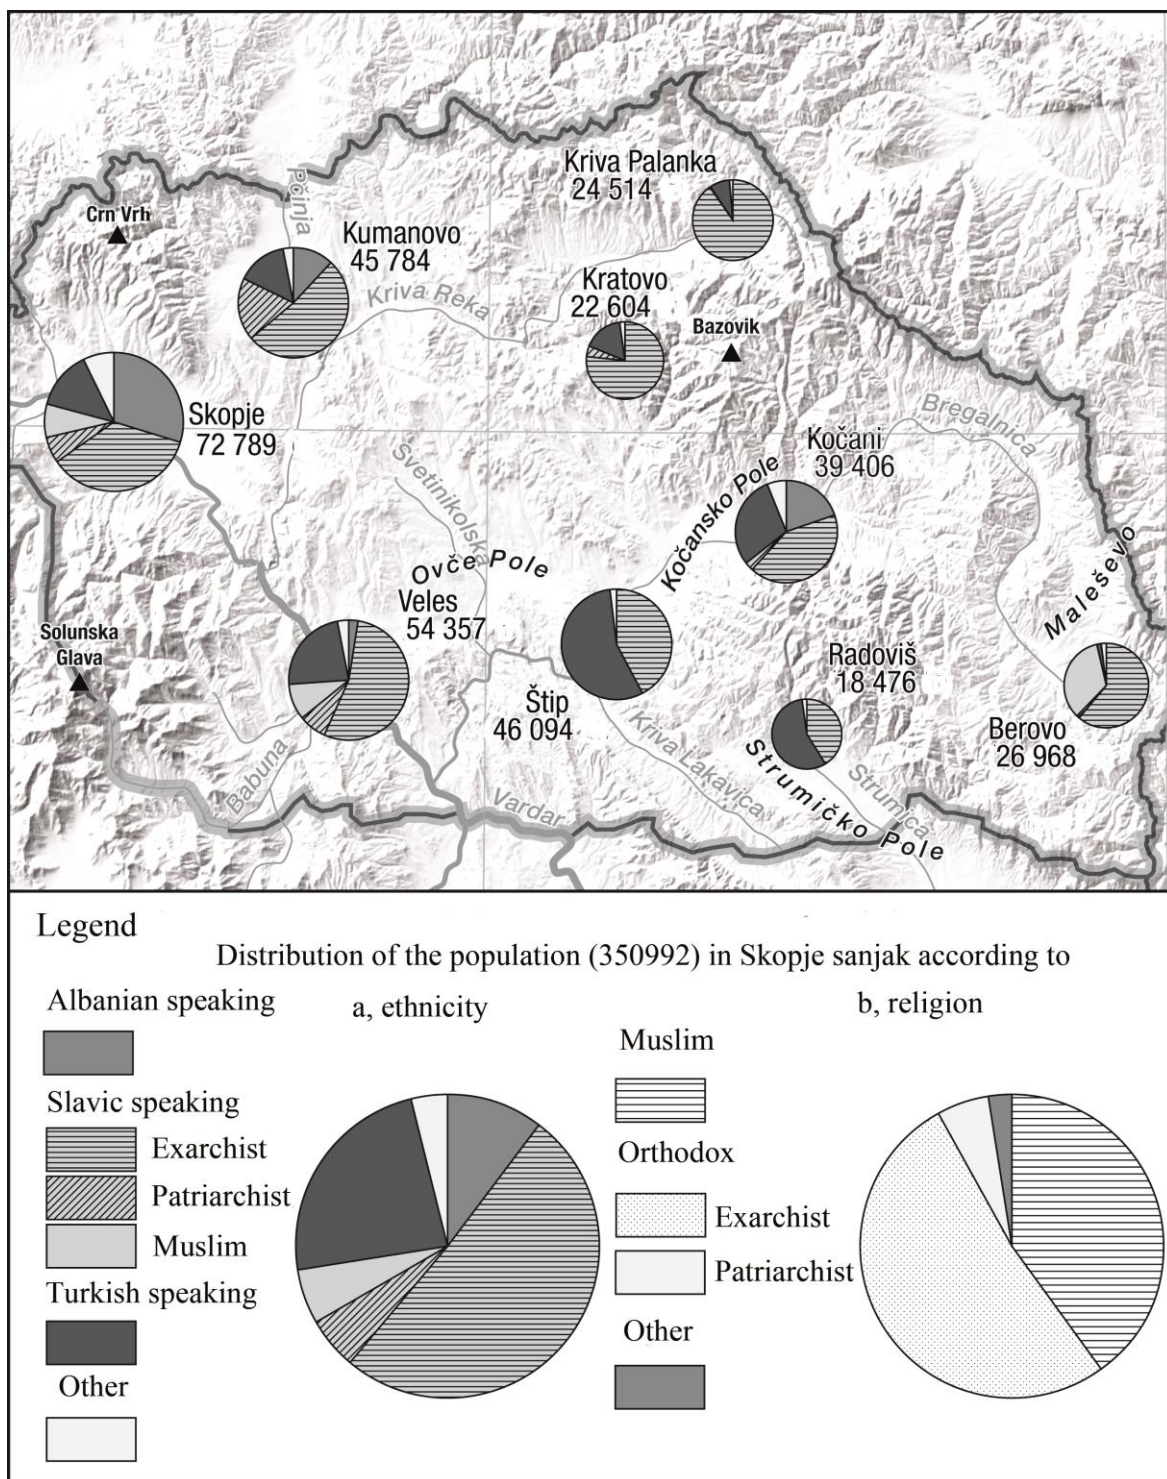 Kriva Palanka
24 514
Pčinja
Crn Vrh
Kumanovo
45 784
Kriva Reka
Kratovo
22 604
Bazovik
Skopje
72 789
Bregalnica
Kočani
39 406
Svetinikolska
Kočansko Pole
Ovče Pole
Maleševo
Veles
54 357
Solunska
Glava
Radoviš
18 476
Štip
46 094
Berovo
26 968
Babuna
Kriva Lakavica
Strumica
Vardar
Strumičko Pole
Legend
Distribution of the population (350992) in Skopje sanjak according to
a, ethnicity
b, religion
Albanian speaking
Slavic speaking
Exarchist
Patriarchist
Muslim
Turkish speaking
Other
Muslim
Orthodox
Exarchist
Patriarchist
Other